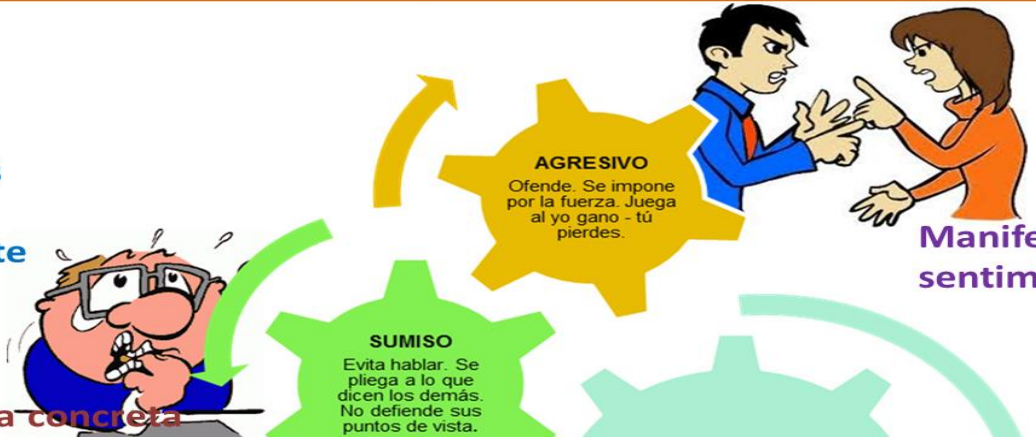 AGRESIVO
Ofende. Se impone
por la fuerza. Juega
al yo gano - tú
pierdes.
te
Manife
sentim
SUMISO
Evita hablar. Se
pliega a lo que
dicen los demás.
No defiende sus
puntos de vista.
a concreta